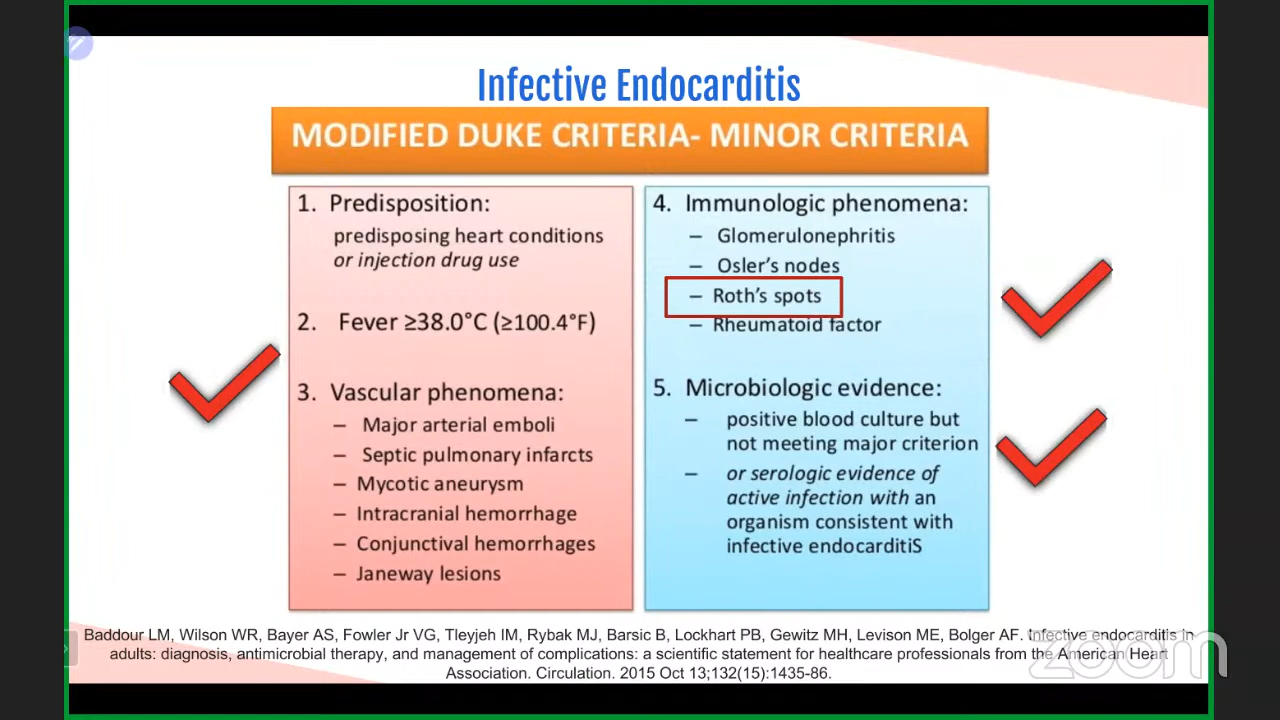 Infective Endocarditis
MODIFIED DUKE CRITERIA- MINOR CRITERIA
1. Predisposition:
predisposing heart conditions
or injection drug use
2. Fever ≥38.0°C (≥100.4°F)
3. Vascular phenomena:
– Major arterial emboli
– Septic pulmonary infarcts
– Mycotic aneurysm
– Intracranial hemorrhage
– Conjunctival hemorrhages
– Janeway lesions
4. Immunologic phenomena:
– Glomerulonephritis
– Osler's nodes
– Roth's spots
– Rheumatoid factor
5. Microbiologic evidence:
– positive blood culture but
not meeting major criterion
– or serologic evidence of
active infection with an
organism consistent with
infective endocarditiS
Baddour LM, Wilson WR, Bayer AS, Fowler Jr VG, Tleyjeh IM, Rybak MJ, Barsic B, Lockhart PB, Gewitz MH, Levison ME, Bolger AF. Infective endocarditis in
adults: diagnosis, antimicrobial therapy, and management of complications: a scientific statement for healthcare professionals from the American Heart
Association. Circulation. 2015 Oct 13;132(15):1435-86.
zoom